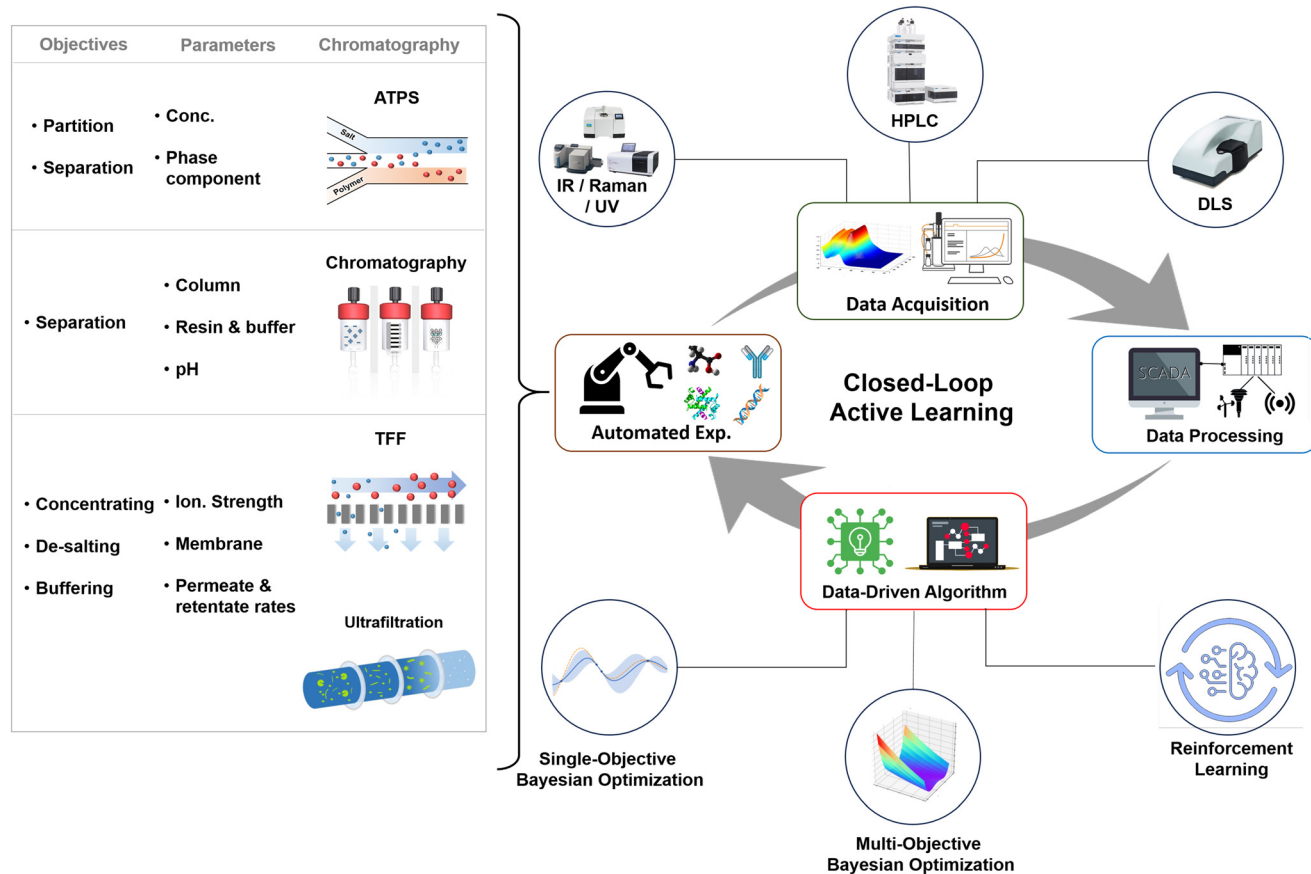 Objectives
Parameters
Chromatography
ATPS
• Partition
• Separation
• Conc.
• Phase
component
Salt
Polymer
Chromatography
• Separation
• Column
• Resin & buffer
• pH
TFF
• Concentrating
• De-salting
• Buffering
• Ion. Strength
• Membrane
• Permeate &
retentate rates
Ultrafiltration
IR / Raman
/ UV
HPLC
DLS
Data Acquisition
Automated Exp.
Closed-Loop
Active Learning
SCADA
Data Processing
Data-Driven Algorithm
Single-Objective
Bayesian Optimization
Multi-Objective
Bayesian Optimization
Reinforcement
Learning